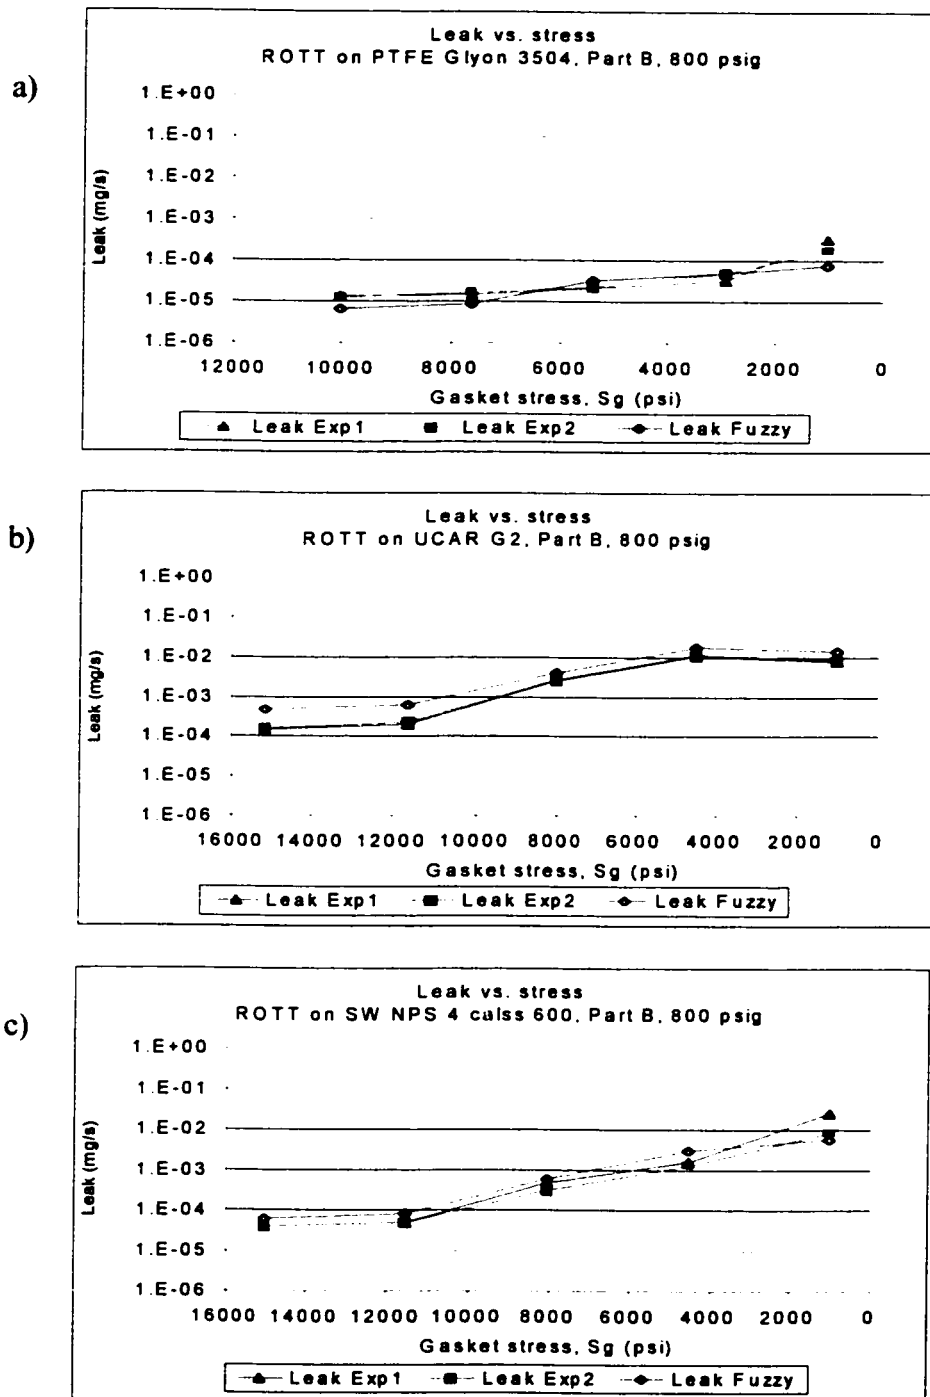 a)
Leak vs. stress
ROTT on PTFE Glyon 3504, Part B, 800 psig
1.E+00
1.E-01
1.E-02
1.E-03
1.E-04
1.E-05
1.E-06
Leak (mg/s)
12000 10000 8000 6000 4000 2000 0
Gasket stress, Sg (psi)
Leak Exp1 Leak Exp2 Leak Fuzzy
b)
Leak vs. stress
ROTT on UCAR G2, Part B, 800 psig
1.E+00
1.E-01
1.E-02
1.E-03
1.E-04
1.E-05
1.E-06
Leak (mg/s)
16000 14000 12000 10000 8000 6000 4000 2000 0
Gasket stress, Sg (psi)
Leak Exp1 Leak Exp2 Leak Fuzzy
c)
Leak vs. stress
ROTT on SW NPS 4 calss 600, Part B, 800 psig
1.E+00
1.E-01
1.E-02
1.E-03
1.E-04
1.E-05
1.E-06
Leak (mg/s)
16000 14000 12000 10000 8000 6000 4000 2000 0
Gasket stress, Sg (psi)
Leak Exp1 Leak Exp2 Leak Fuzzy